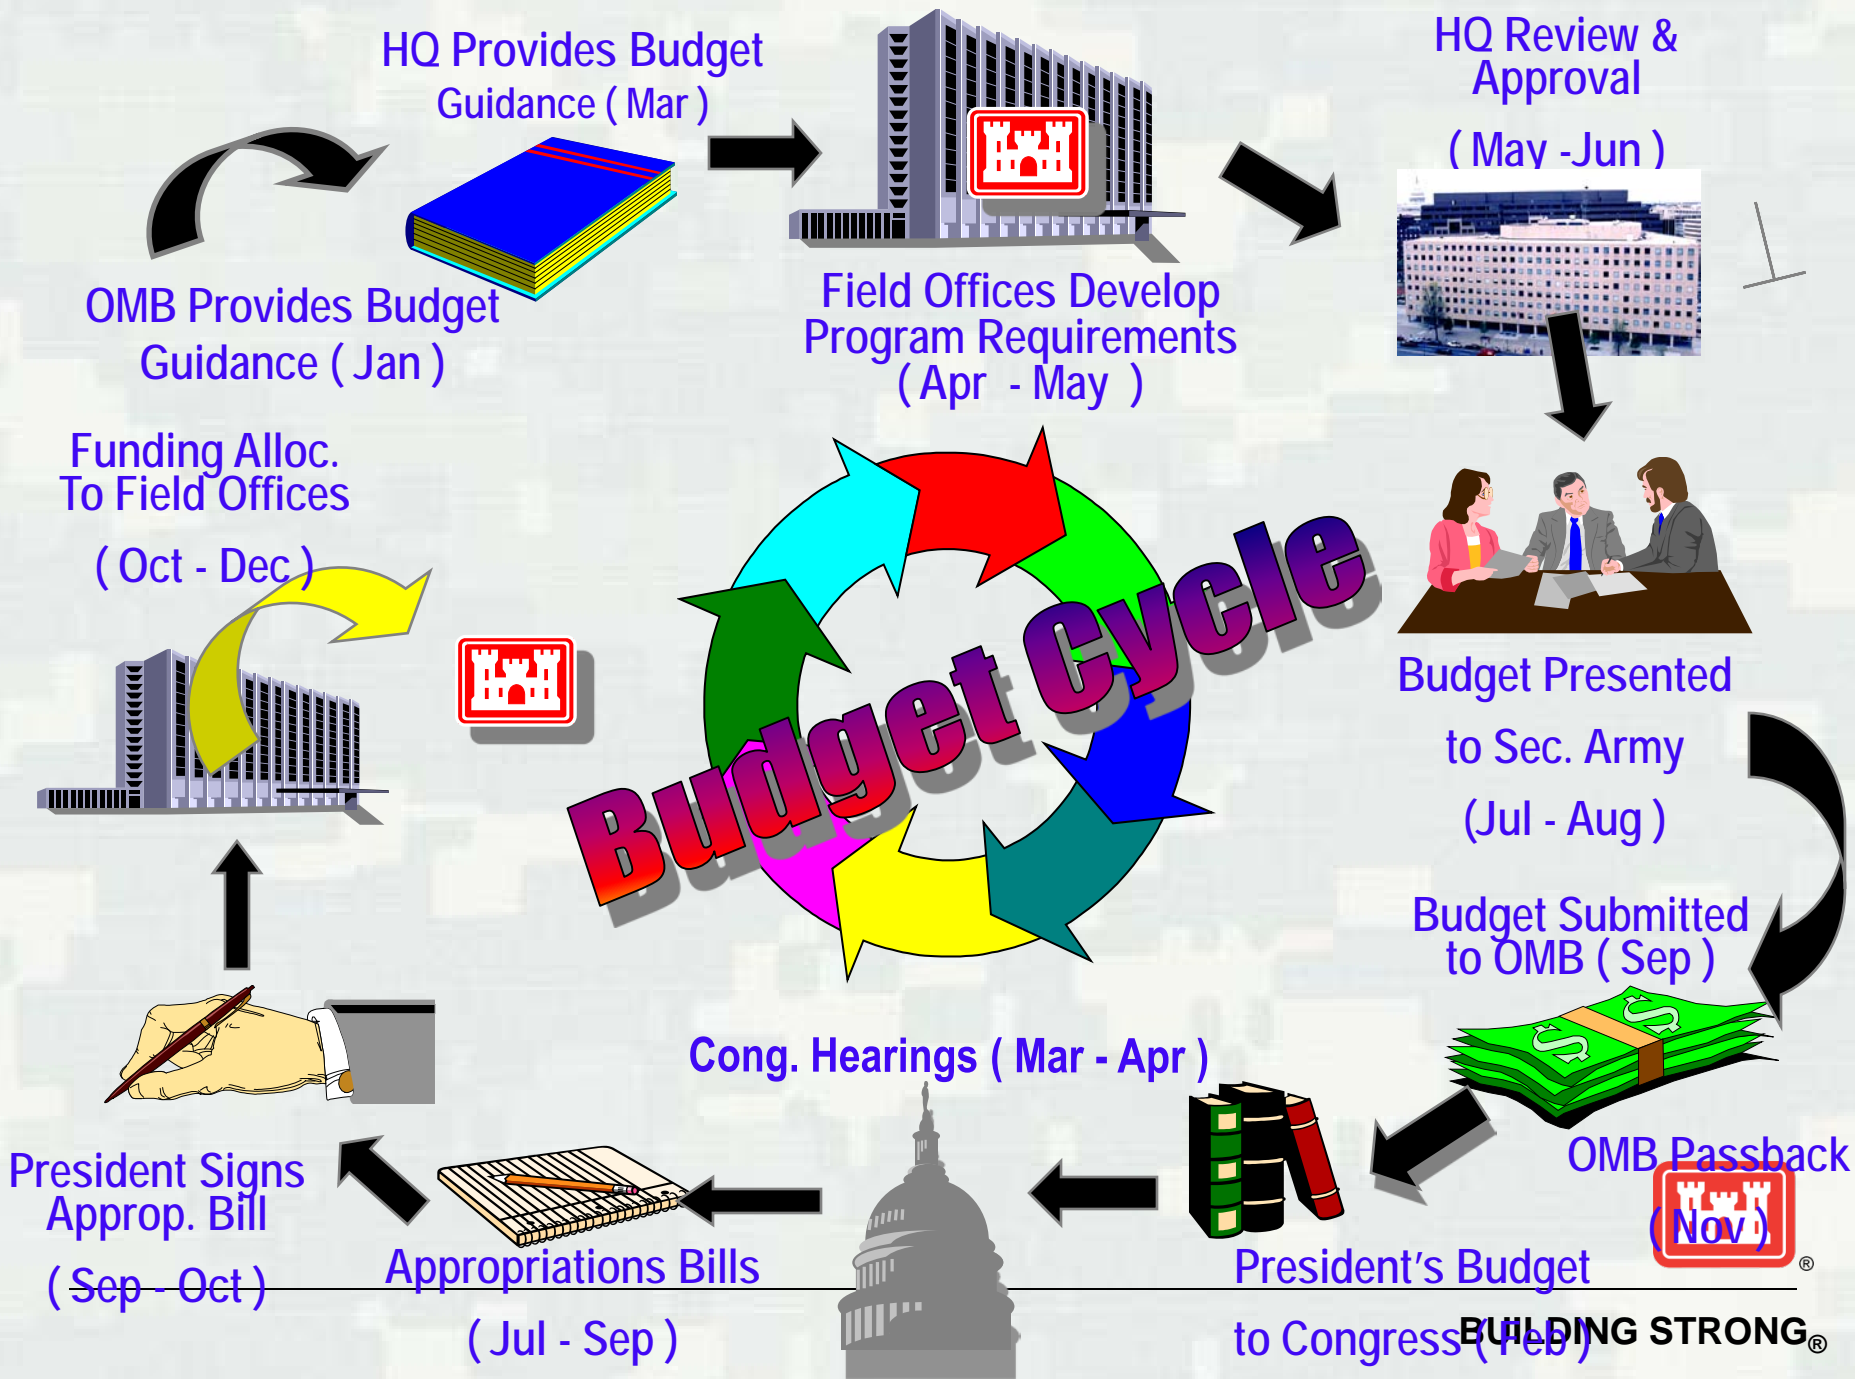 HQ Provides Budget
Guidance ( Mar )
HQ Review &
Approval
( May -Jun )
OMB Provides Budget
Guidance ( Jan )
Field Offices Develop
Program Requirements
( Apr - May )
Funding Alloc.
To Field Offices
( Oct - Dec )
Budget Cycle
Budget Presented
to Sec. Army
(Jul - Aug )
Budget Submitted
to OMB ( Sep )
$ $
Cong. Hearings ( Mar - Apr )
OMB Passback
( Nov )
President Signs
Approp. Bill
( Sep - Oct )
Appropriations Bills
( Jul - Sep )
President's Budget
to Congress ( Feb )
®
BUILDING STRONG®